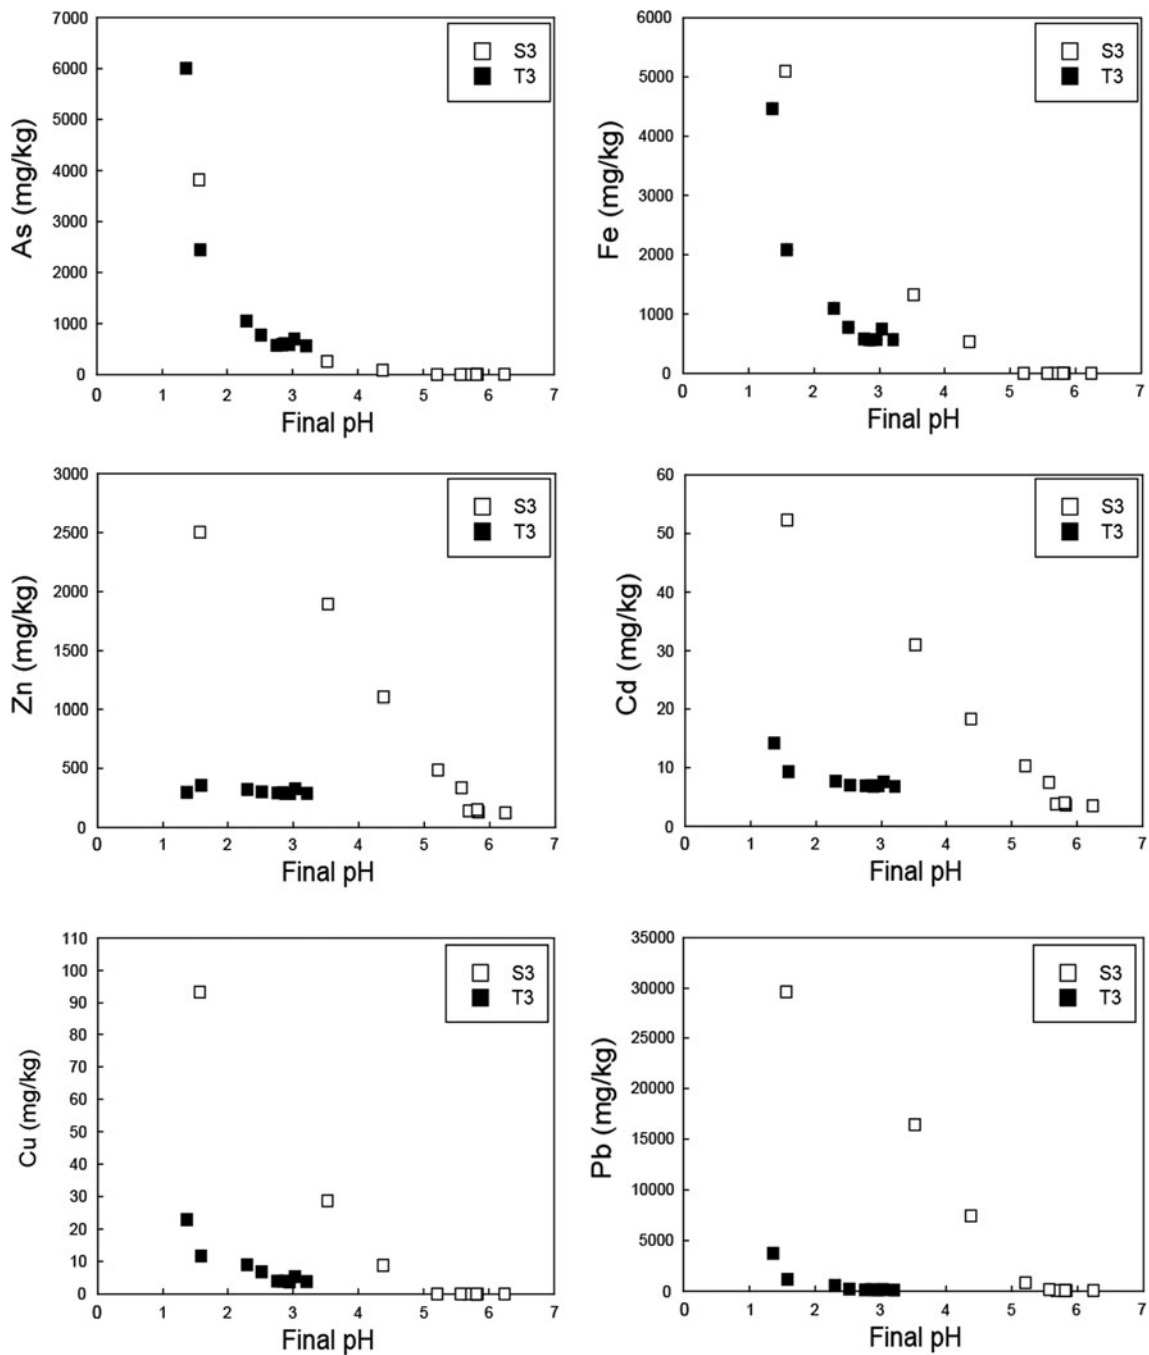 7000
6000
5000
4000
3000
2000
1000
0
As (mg/kg)
S3
T3
0 1 2 3 4 5 6 7
Final pH
6000
5000
4000
3000
2000
1000
0
Fe (mg/kg)
S3
T3
0 1 2 3 4 5 6 7
Final pH
3000
2500
2000
1500
1000
500
0
Zn (mg/kg)
S3
T3
0 1 2 3 4 5 6 7
Final pH
60
50
40
30
20
10
0
Cd (mg/kg)
S3
T3
0 1 2 3 4 5 6 7
Final pH
110
100
90
80
70
60
50
40
30
20
10
0
Cu (mg/kg)
S3
T3
0 1 2 3 4 5 6 7
Final pH
35000
30000
25000
20000
15000
10000
5000
0
Pb (mg/kg)
S3
T3
0 1 2 3 4 5 6 7
Final pH